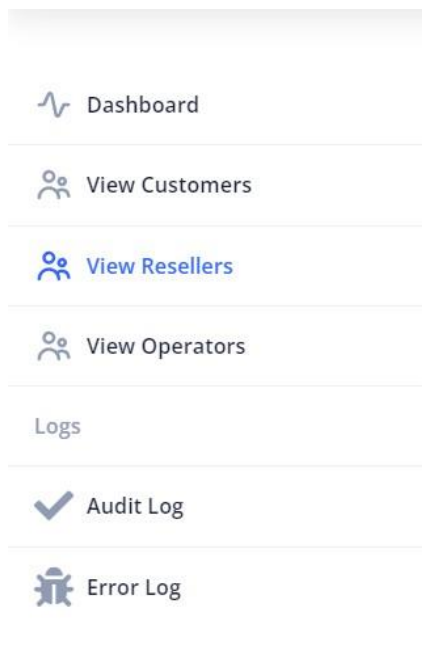 Dashboard
View Customers
View Resellers
View Operators
Logs
Audit Log
Error Log